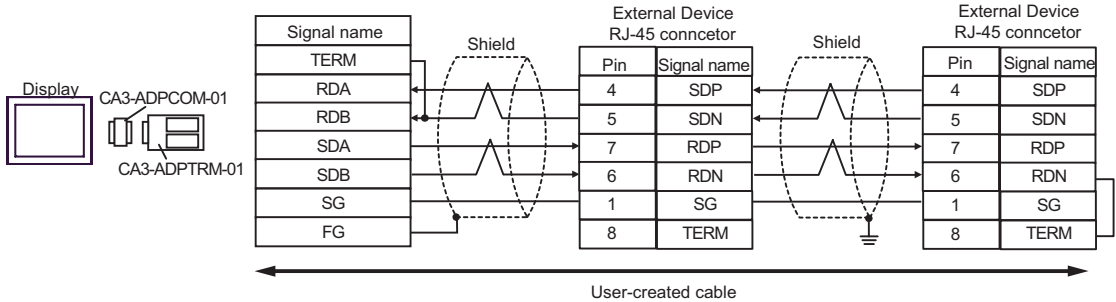 Display
CA3-ADPCOM-01
CA3-ADPTRM-01
Signal name
TERM
RDA
RDB
SDA
SDB
SG
FG
Shield
External Device
RJ-45 conncetor
Pin Signal name
4 SDP
5 SDN
7 RDP
6 RDN
1 SG
8 TERM
Shield
External Device
RJ-45 conncetor
Pin Signal name
4 SDP
5 SDN
7 RDP
6 RDN
1 SG
8 TERM
User-created cable